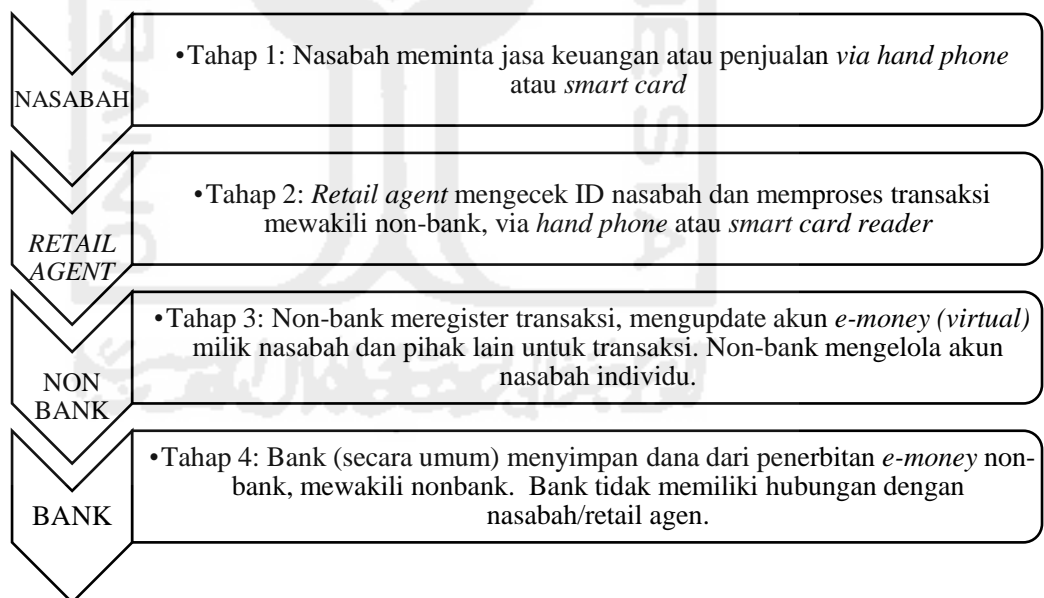 NASABAH
•Tahap 1: Nasabah meminta jasa keuangan atau penjualan via hand phone
atau smart card
RETAIL
AGENT
•Tahap 2: Retail agent mengecek ID nasabah dan memproses transaksi
mewakili non-bank, via hand phone atau smart card reader
NON
BANK
•Tahap 3: Non-bank meregister transaksi, mengupdate akun e-money (virtual)
milik nasabah dan pihak lain untuk transaksi. Non-bank mengelola akun
nasabah individu.
BANK
•Tahap 4: Bank (secara umum) menyimpan dana dari penerbitan e-money non-
bank, mewakili nonbank. Bank tidak memiliki hubungan dengan
nasabah/retail agen.